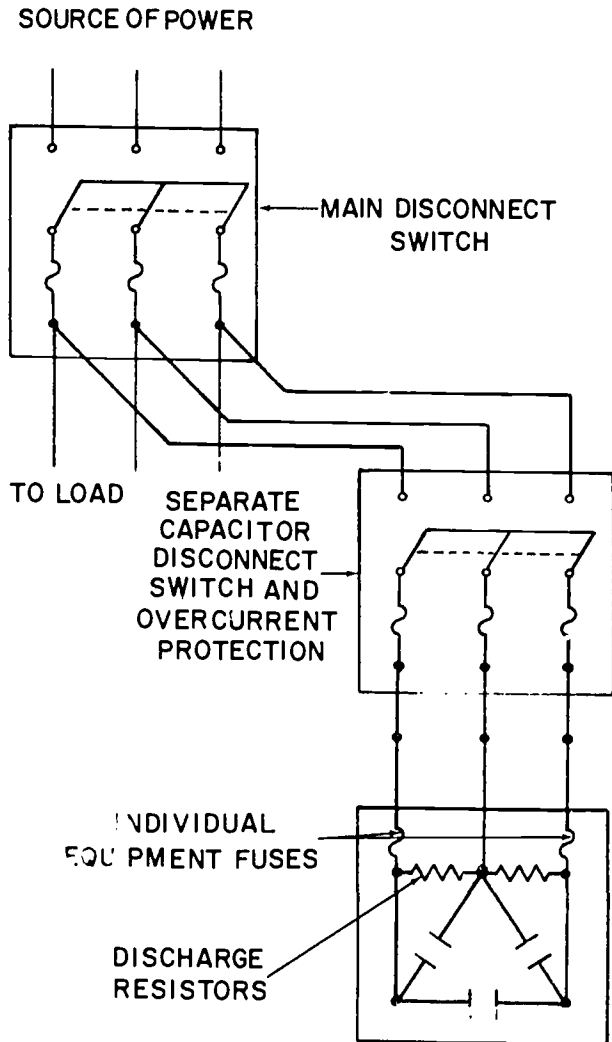 SOURCE OF POWER
MAIN DISCONNECT
SWITCH
TO LOAD
SEPARATE
CAPACITOR
DISCONNECT
SWITCH AND
OVERCURRENT
PROTECTION
INDIVIDUAL
EQUIPMENT FUSES
DISCHARGE
RESISTORS